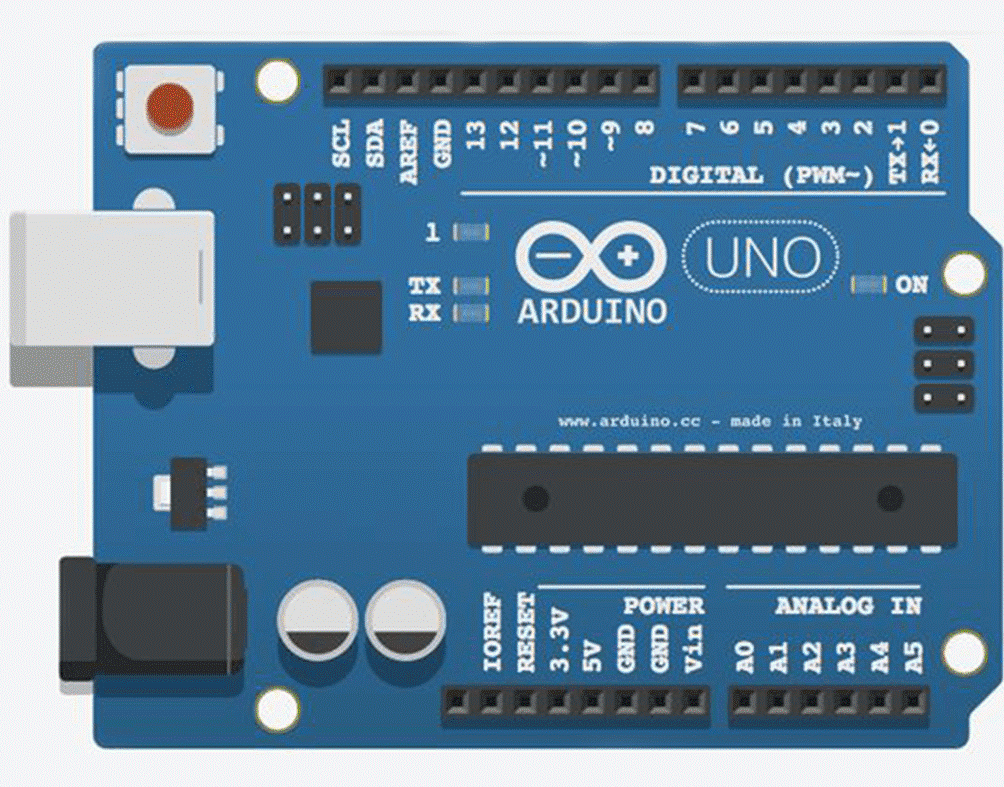 SCL
SDA
AREF
GND
13
12
~11
~10
~9
8
7
6
5
4
3
2
TX→1
RX←0
DIGITAL (PWM~)
1
TX
RX
ARDUINO
UNO
ON
www.arduino.cc - made in Italy
POWER
ANALOG IN
IOREF
RESET
3.3V
5V
GND
GND
Vin
A0
A1
A2
A3
A4
A5